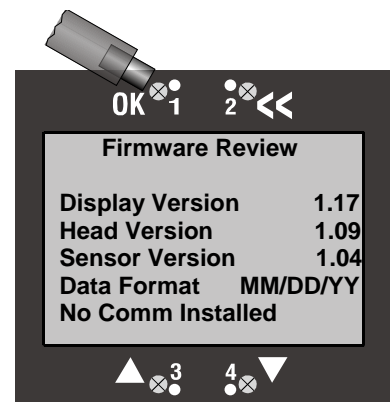 OK 1 2 <<
Firmware Review
Display Version 1.17
Head Version 1.09
Sensor Version 1.04
Data Format MM/DD/YY
No Comm Installed
3 4